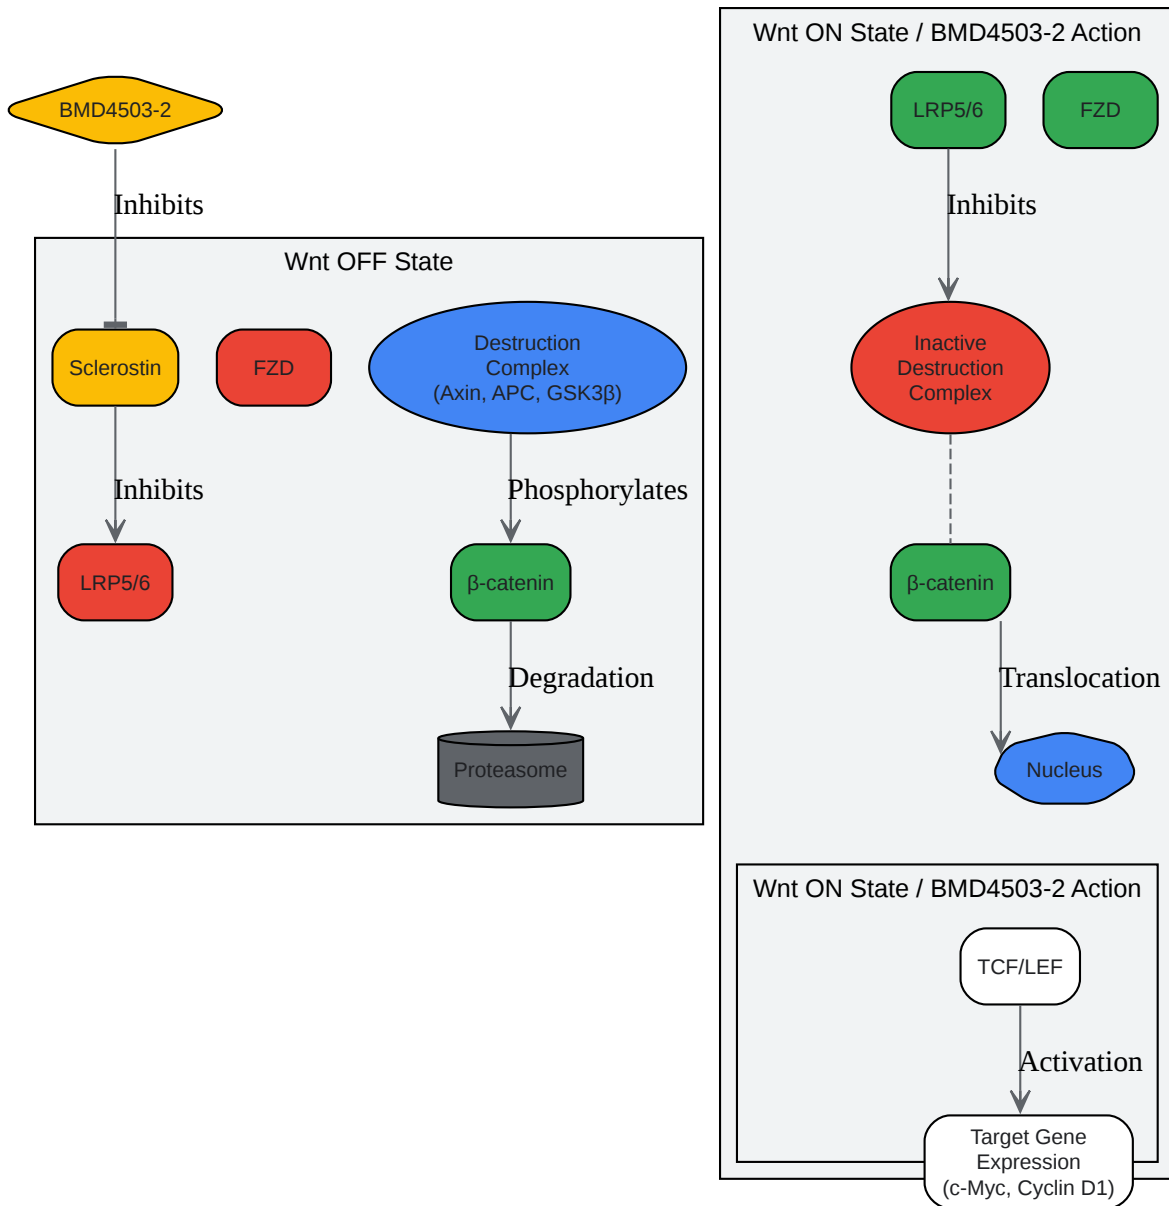 BMD4503-2
Inhibits
Wnt OFF State
Sclerostin
FZD
Destruction
Complex
(Axin, APC, GSK3β)
Inhibits
Phosphorylates
LRP5/6
β-catenin
Degradation
Proteasome
Wnt ON State / BMD4503-2 Action
LRP5/6
FZD
Inhibits
Inactive
Destruction
Complex
β-catenin
Translocation
Nucleus
Wnt ON State / BMD4503-2 Action
TCF/LEF
Activation
Target Gene
Expression
(c-Myc, Cyclin D1)